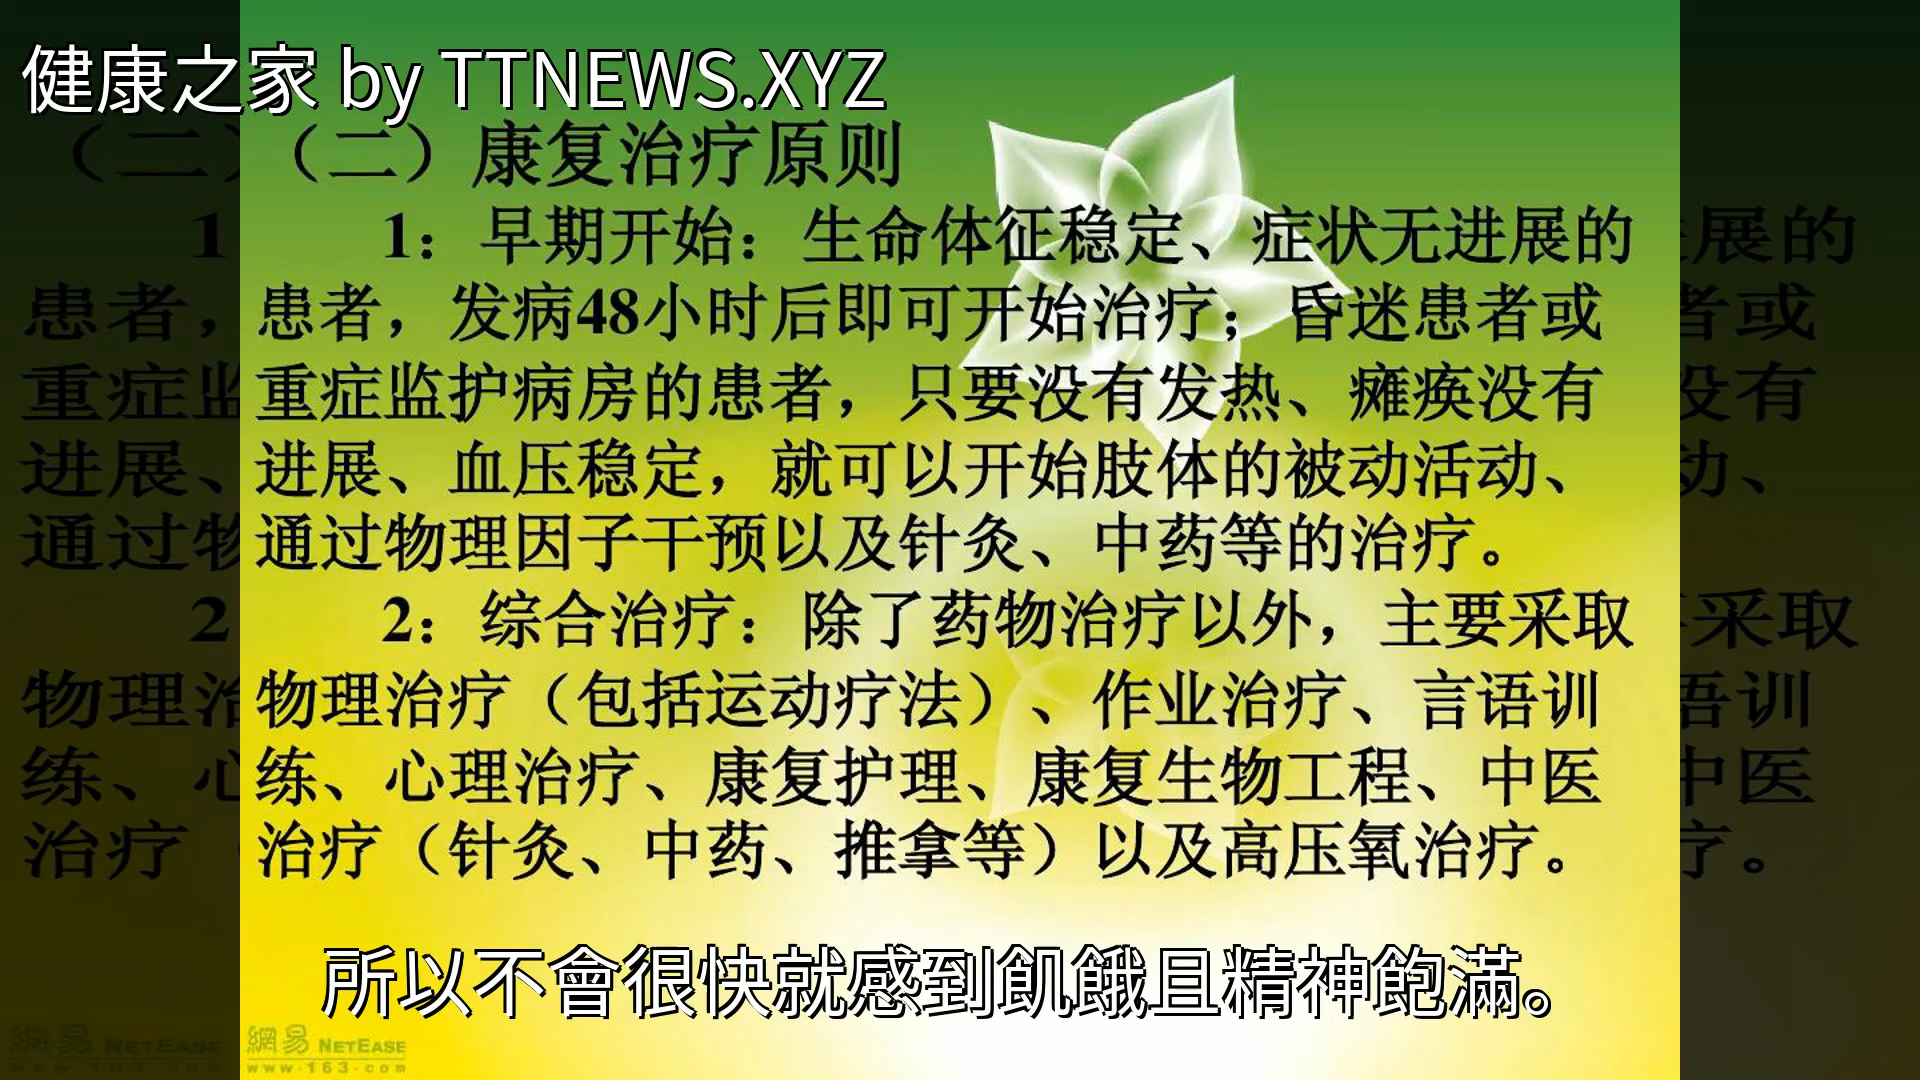 健康之家 by TTNEWS.XYZ
（二）康复治疗原则
1：早期开始：生命体征稳定、症状无进展的
患者，发病48小时后即可开始治疗；昏迷患者或
重症监护病房的患者，只要没有发热、瘫痪没有
进展、血压稳定，就可以开始肢体的被动活动、
通过物理因子干预以及针灸、中药等的治疗。
2：综合治疗：除了药物治疗以外，主要采取
物理治疗（包括运动疗法）、作业治疗、言语训
练、心理治疗、康复护理、康复生物工程、中医
治疗（针灸、中药、推拿等）以及高压氧治疗。
所以不會很快就感到飢餓且精神飽滿。
網易 NETEASE
www.163.com